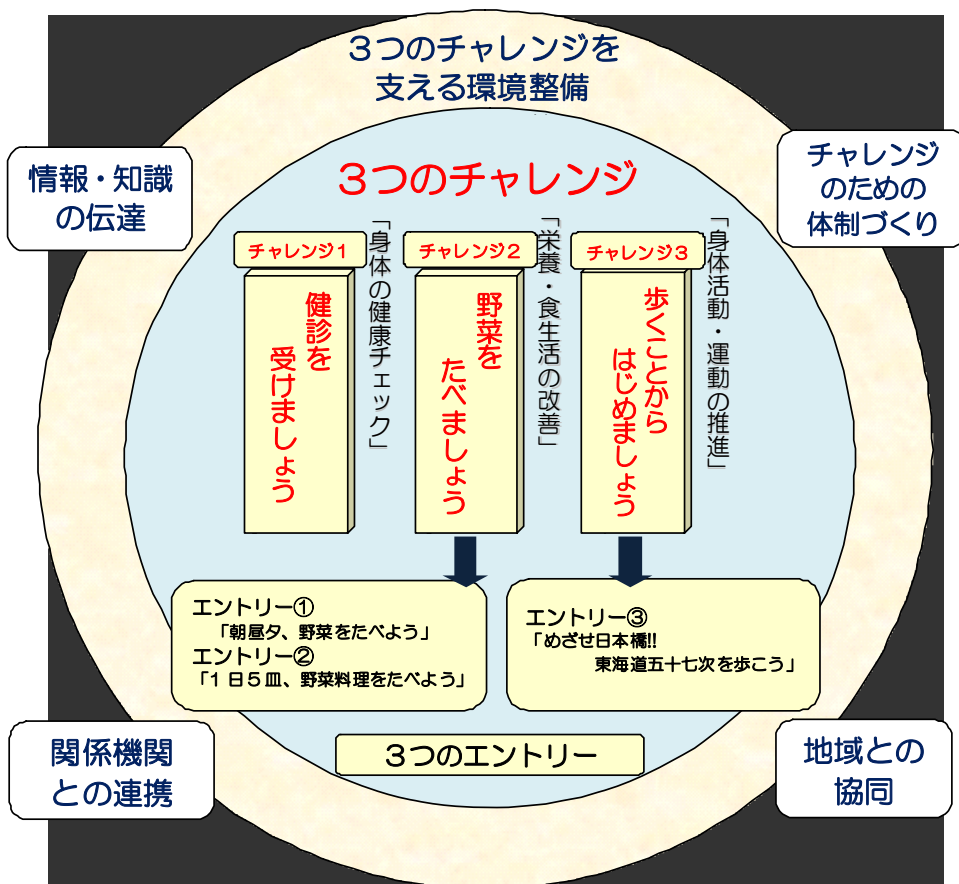 3つのチャレンジを
支える環境整備
情報・知識
の伝達
チャレンジ
のための
体制づくり
3つのチャレンジ
チャレンジ1
健診を
受けましょう
「身体の健康チェック」
チャレンジ2
野菜を
たべましょう
「栄養・食生活の改善」
チャレンジ3
歩くことから
はじめましょう
「身体活動・運動の推進」
エントリー①
「朝昼夕、野菜をたべよう」
エントリー②
「1日5皿、野菜料理をたべよう」
エントリー③
「めざせ日本橋!!
東海道五十七次を歩こう」
3つのエントリー
関係機関
との連携
地域との
協同